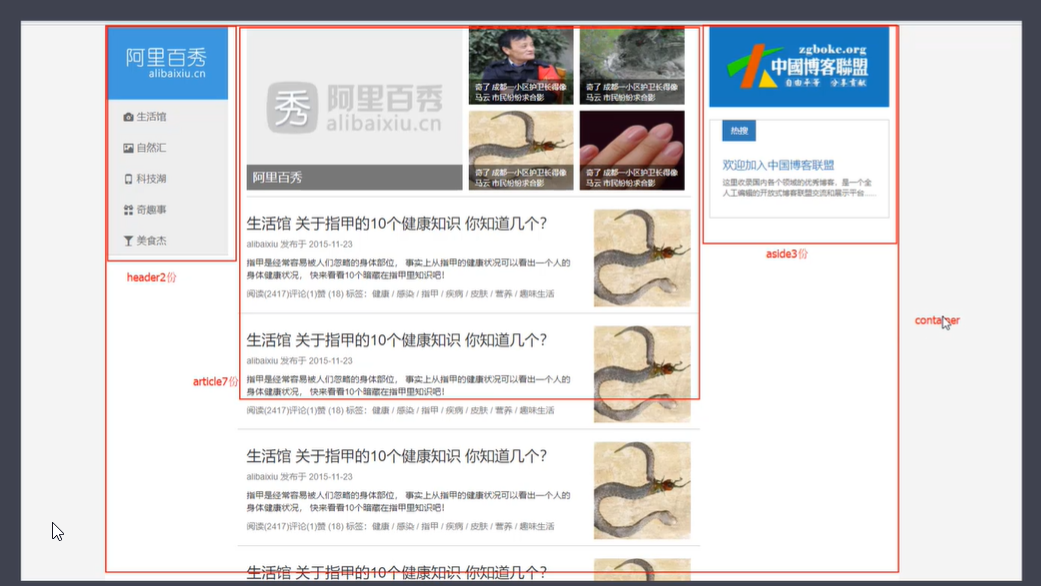 阿里百秀
alibaixiu.cn
生活馆
自然汇
科技湖
奇趣事
美食杰
header2份
秀 阿里百秀
alibaixiu.cn
阿里百秀
奇了 成都一小区护卫长得像
马云 市民纷纷求合影
奇了 成都一小区护卫长得像
马云 市民纷纷求合影
奇了 成都一小区护卫长得像
马云 市民纷纷求合影
奇了 成都一小区护卫长得像
马云 市民纷纷求合影
生活馆 关于指甲的10个健康知识 你知道几个?
alibaixiu 发布于 2015-11-23
指甲是经常容易被人们忽略的身体部位， 事实上从指甲的健康状况可以看出一个人的
身体健康状况， 快来看看10个暗藏在指甲里知识吧!
阅读(2417)评论(1)赞 (18) 标签：健康 / 感染 / 指甲 / 疾病 / 皮肤 / 营养 / 趣味生活
生活馆 关于指甲的10个健康知识 你知道几个?
alibaixiu 发布于 2015-11-23
指甲是经常容易被人们忽略的身体部位， 事实上从指甲的健康状况可以看出一个人的
身体健康状况， 快来看看10个暗藏在指甲里知识吧!
article7份
阅读(2417)评论(1)赞 (18) 标签：健康 / 感染 / 指甲 / 疾病 / 皮肤 / 营养 / 趣味生活
生活馆 关于指甲的10个健康知识 你知道几个?
alibaixiu 发布于 2015-11-23
指甲是经常容易被人们忽略的身体部位， 事实上从指甲的健康状况可以看出一个人的
身体健康状况， 快来看看10个暗藏在指甲里知识吧!
阅读(2417)评论(1)赞 (18) 标签：健康 / 感染 / 指甲 / 疾病 / 皮肤 / 营养 / 趣味生活
生活馆 关于指甲的10个健康知识 你知道几个?
zgboke.org
中國博客聯盟
自由平等 分享贡献
热搜
欢迎加入中国博客联盟
这里收录国内各个领域的优秀博客，是一个全
人工编辑的开放式博客联盟交流和展示平台......
aside3份
container